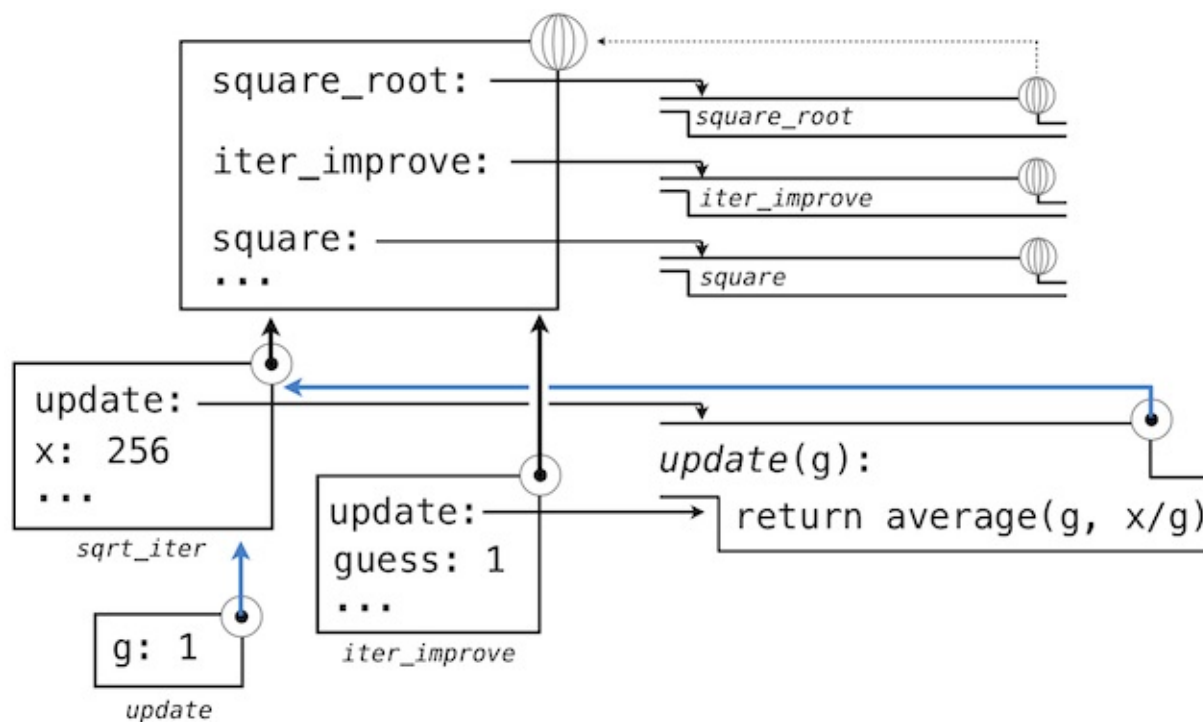 square_root:
square_root
iter_improve:
iter_improve
square:
square
...
update:
x: 256
...
sqrt_iter
update(g):
return average(g, x/g)
update:
guess: 1
...
iter_improve
g: 1
update